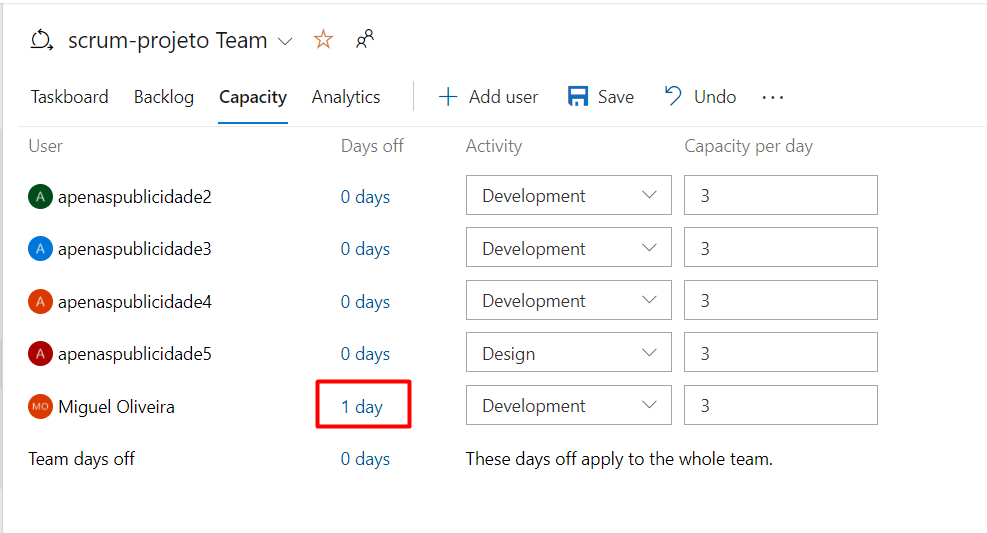 scrum-projeto Team
Taskboard Backlog Capacity Analytics Add user Save Undo ...
User Days off Activity Capacity per day
A apenaspublicidade2 0 days Development 3
A apenaspublicidade3 0 days Development 3
A apenaspublicidade4 0 days Development 3
A apenaspublicidade5 0 days Design 3
MO Miguel Oliveira 1 day Development 3
Team days off 0 days These days off apply to the whole team.